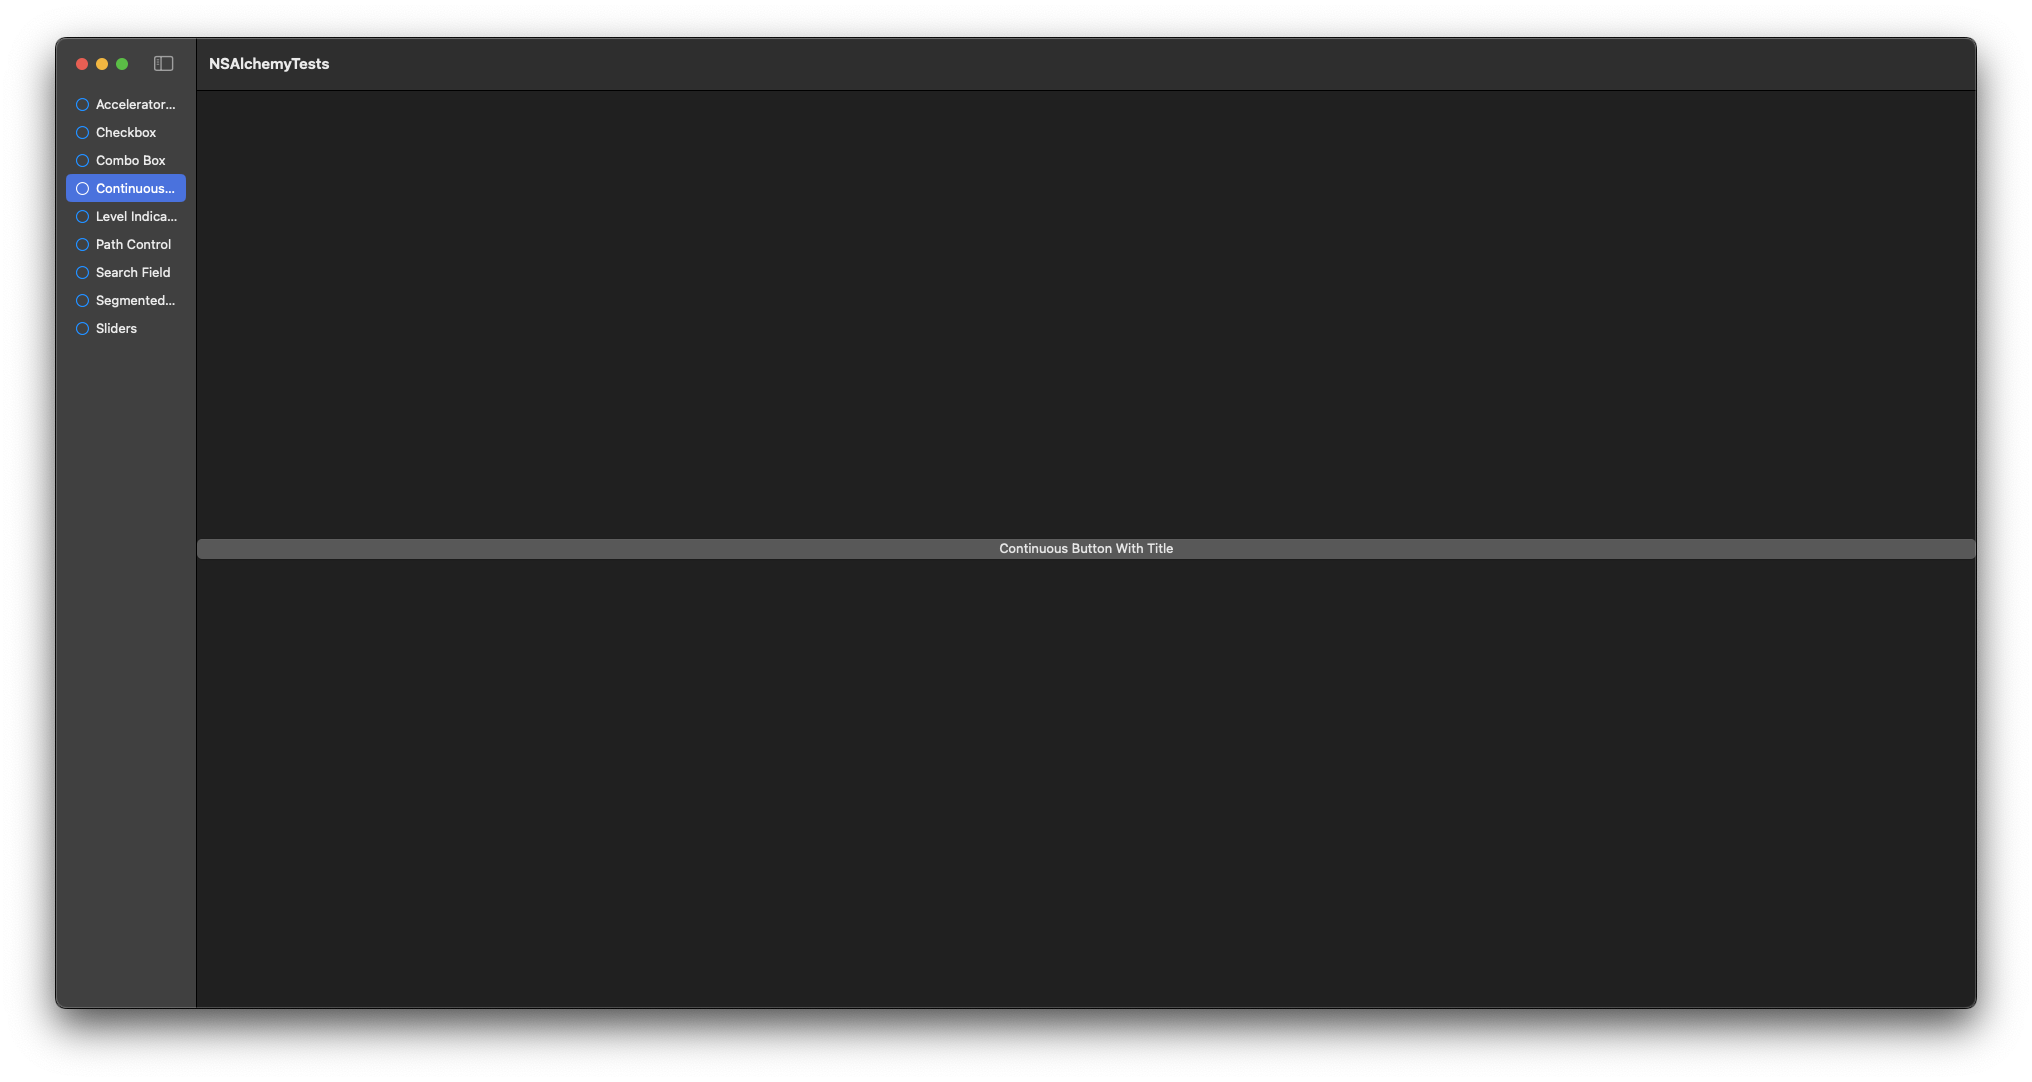 NSAlchemyTests
Accelerator...
Checkbox
Combo Box
Continuous...
Level Indica...
Path Control
Search Field
Segmented...
Sliders
Continuous Button With Title